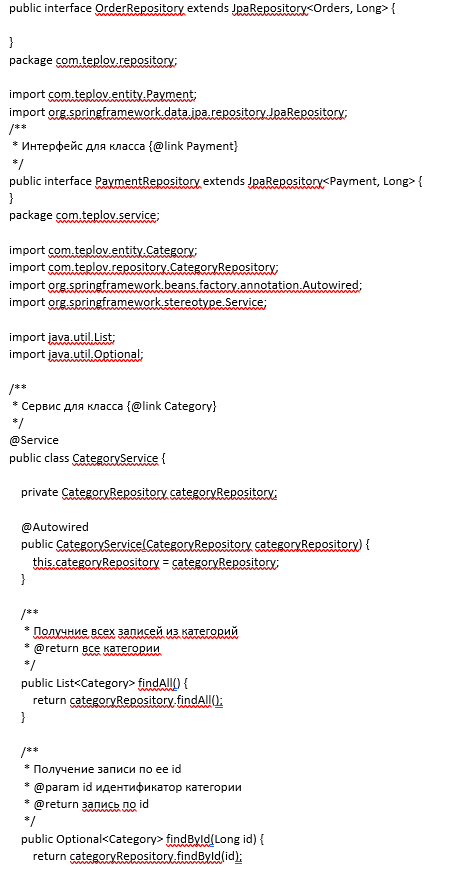 public interface OrderRepository extends JpaRepository<Orders, Long> {
}
package com.teplov.repository;
import com.teplov.entity.Payment;
import org.springframework.data.jpa.repository.JpaRepository;
/**
* Интерфейс для класса {@link Payment}
*/
public interface PaymentRepository extends JpaRepository<Payment, Long> {
}
package com.teplov.service;
import com.teplov.entity.Category;
import com.teplov.repository.CategoryRepository;
import org.springframework.beans.factory.annotation.Autowired;
import org.springframework.stereotype.Service;
import java.util.List;
import java.util.Optional;
/**
* Сервис для класса {@link Category}
*/
@Service
public class CategoryService {
private CategoryRepository categoryRepository;
@Autowired
public CategoryService(CategoryRepository categoryRepository) {
this.categoryRepository = categoryRepository;
}
/**
* Получние всех записей из категорий
* @return все категории
*/
public List<Category> findAll() {
return categoryRepository.findAll();
}
/**
* Получение записи по ее id
* @param id идентификатор категории
* @return запись по id
*/
public Optional<Category> findById(Long id) {
return categoryRepository.findById(id);